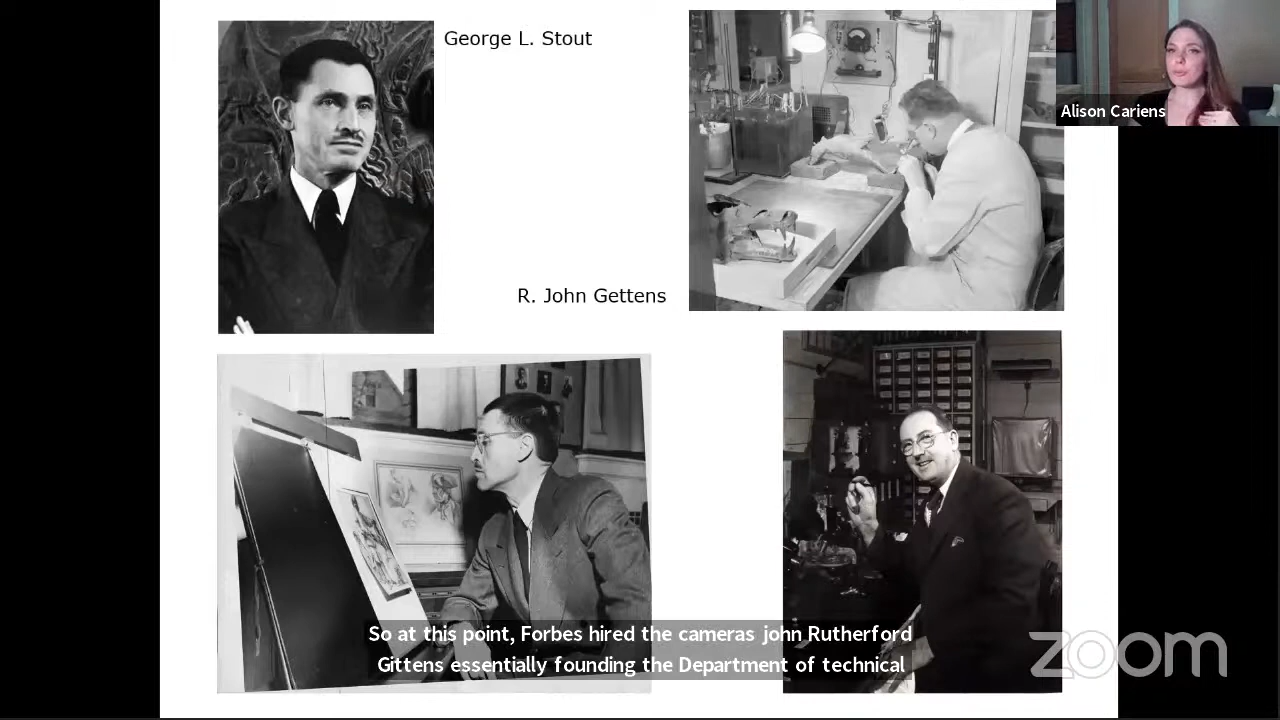 George L. Stout
Alison Cariens
R. John Gettens
So at this point, Forbes hired the cameras john Rutherford
Gittens essentially founding the Department of technical
zoom